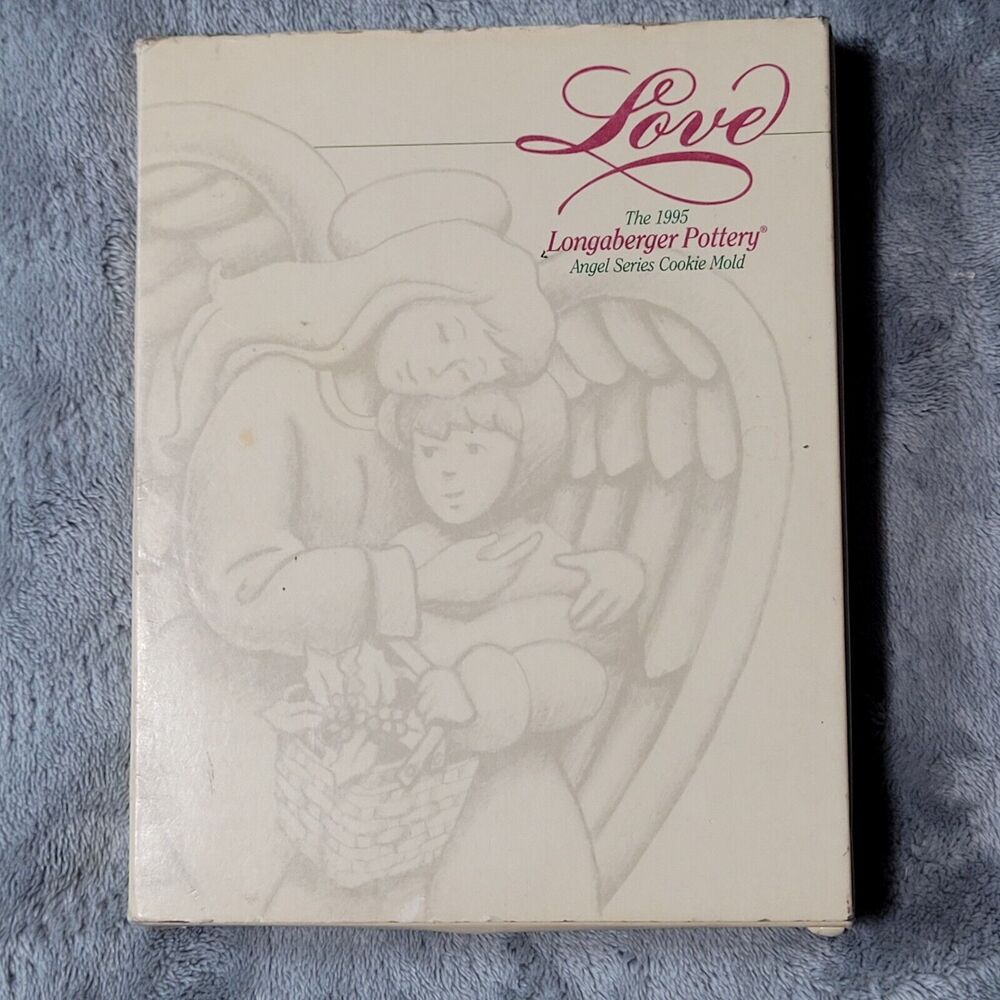 Love
The 1995
Longaberger Pottery®
Angel Series Cookie Mold